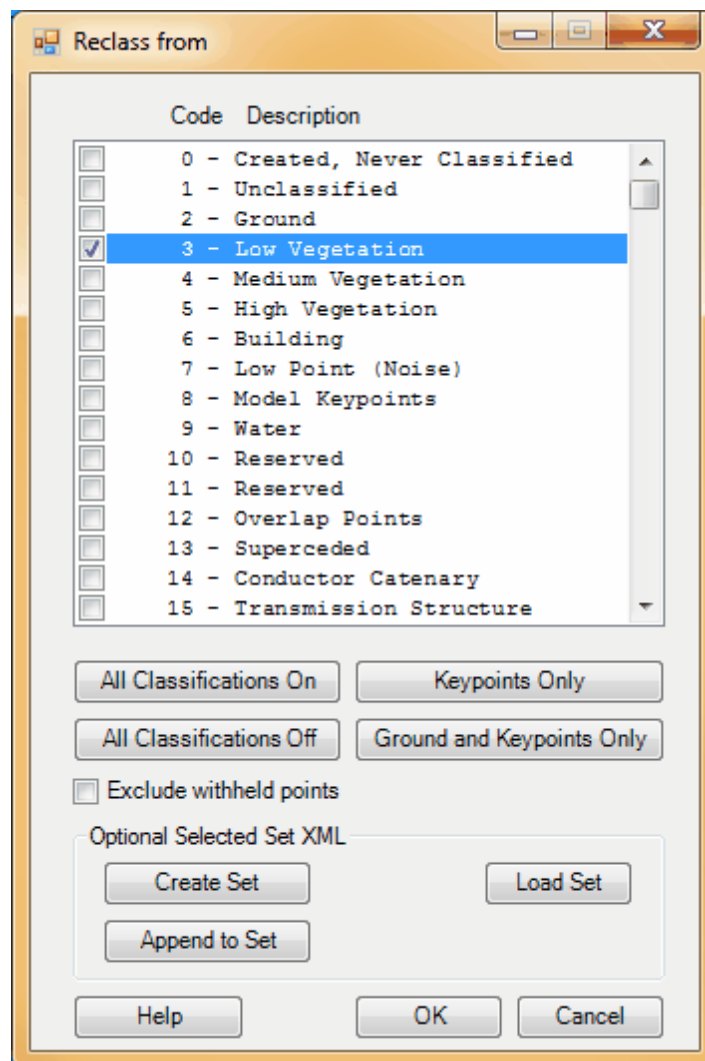 Reclass from
Code Description
0 - Created, Never Classified
1 - Unclassified
2 - Ground
3 - Low Vegetation
4 - Medium Vegetation
5 - High Vegetation
6 - Building
7 - Low Point (Noise)
8 - Model Keypoints
9 - Water
10 - Reserved
11 - Reserved
12 - Overlap Points
13 - Superceded
14 - Conductor Catenary
15 - Transmission Structure
All Classifications On Keypoints Only
All Classifications Off Ground and Keypoints Only
Exclude withheld points
Optional Selected Set XML
Create Set Load Set
Append to Set
Help OK Cancel